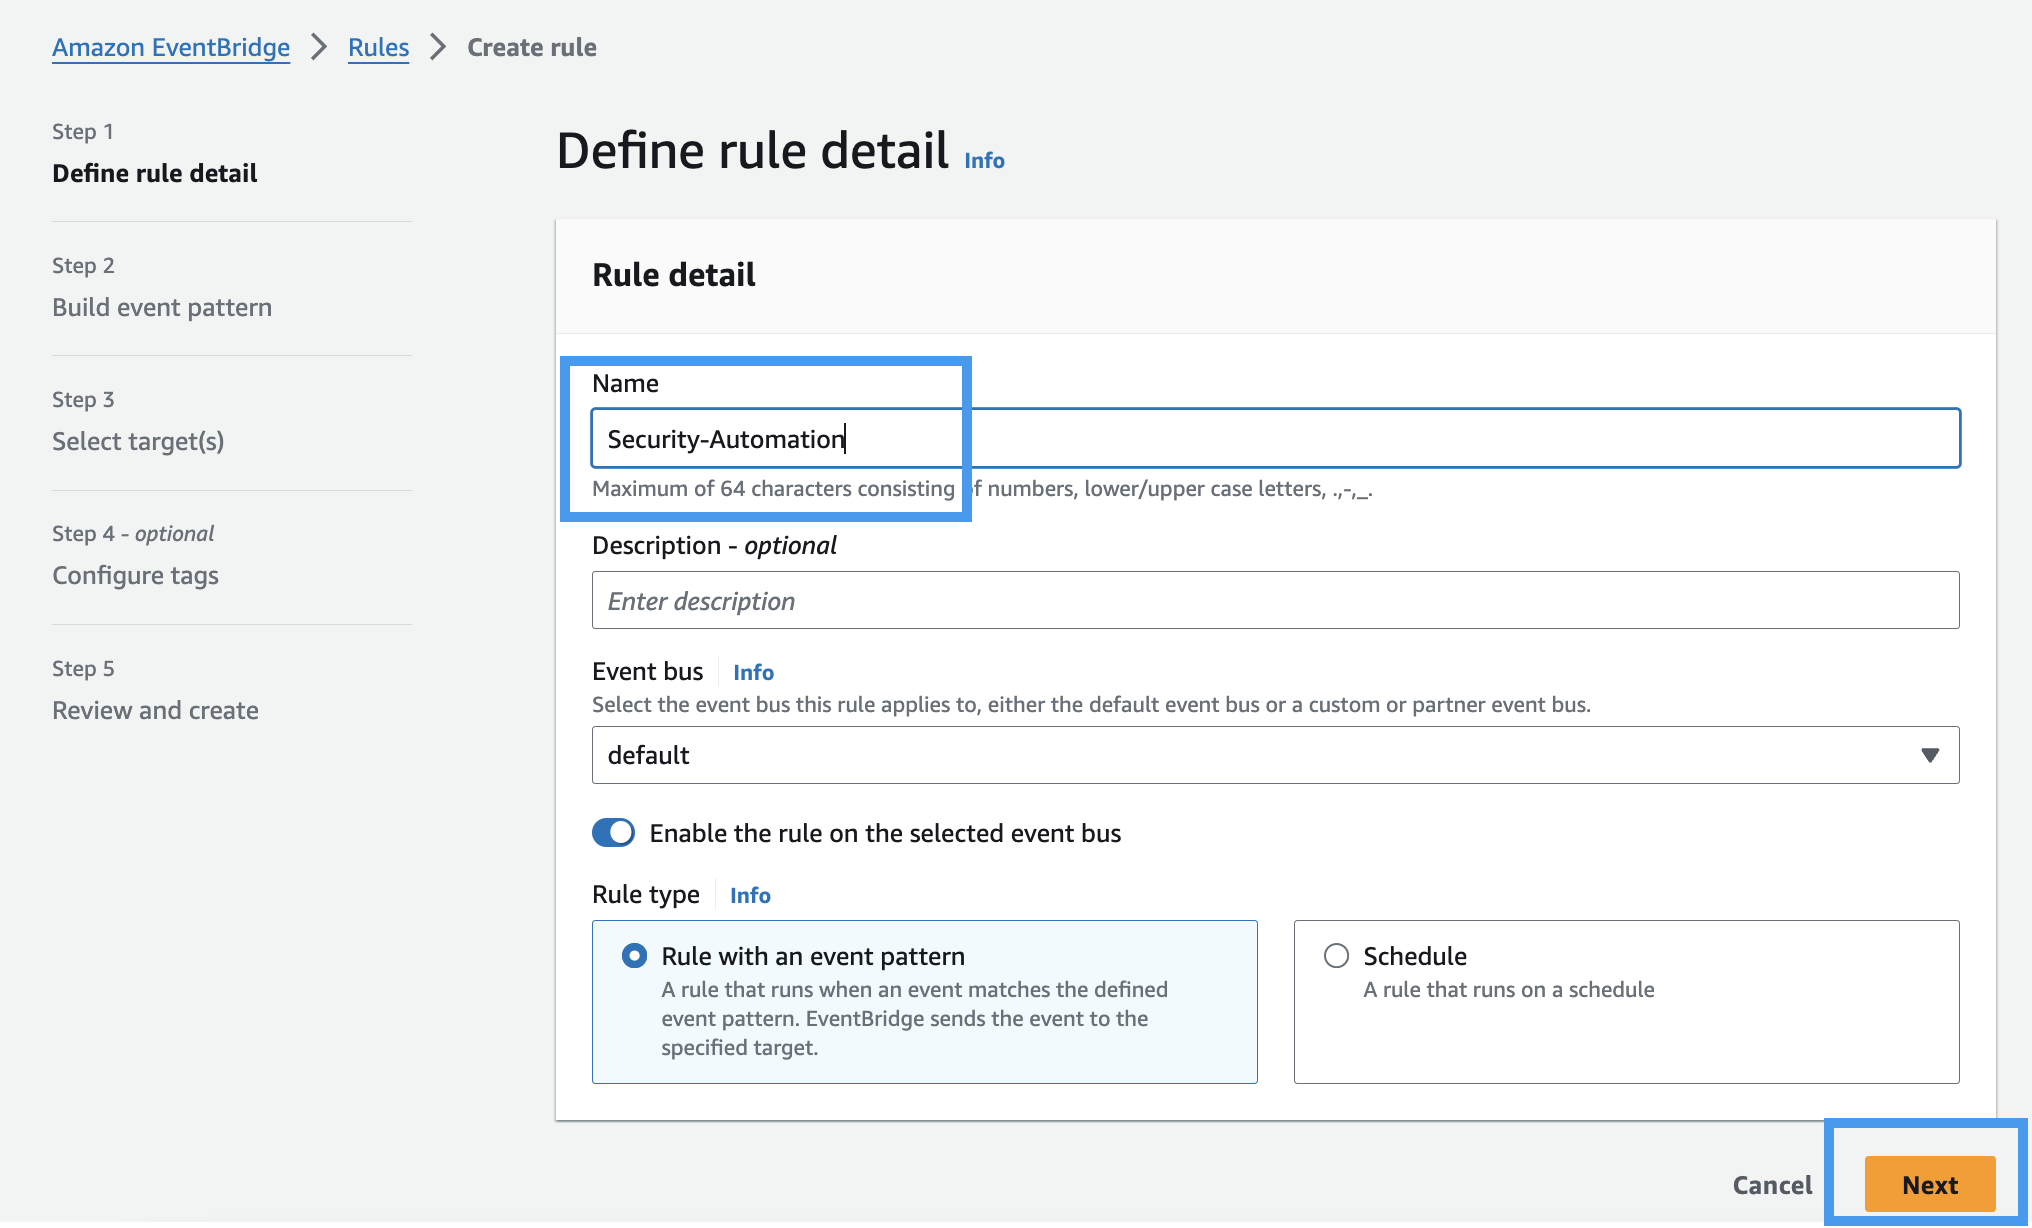 Amazon EventBridge > Rules > Create rule
Step 1
Define rule detail
Step 2
Build event pattern
Step 3
Select target(s)
Step 4 - optional
Configure tags
Step 5
Review and create
Define rule detail Info
Rule detail
Name
Security-Automation
Maximum of 64 characters consisting of numbers, lower/upper case letters, .,-,_.
Description - optional
Enter description
Event bus Info
Select the event bus this rule applies to, either the default event bus or a custom or partner event bus.
default
Enable the rule on the selected event bus
Rule type Info
Rule with an event pattern
A rule that runs when an event matches the defined
event pattern. EventBridge sends the event to the
specified target.
Schedule
A rule that runs on a schedule
Cancel Next